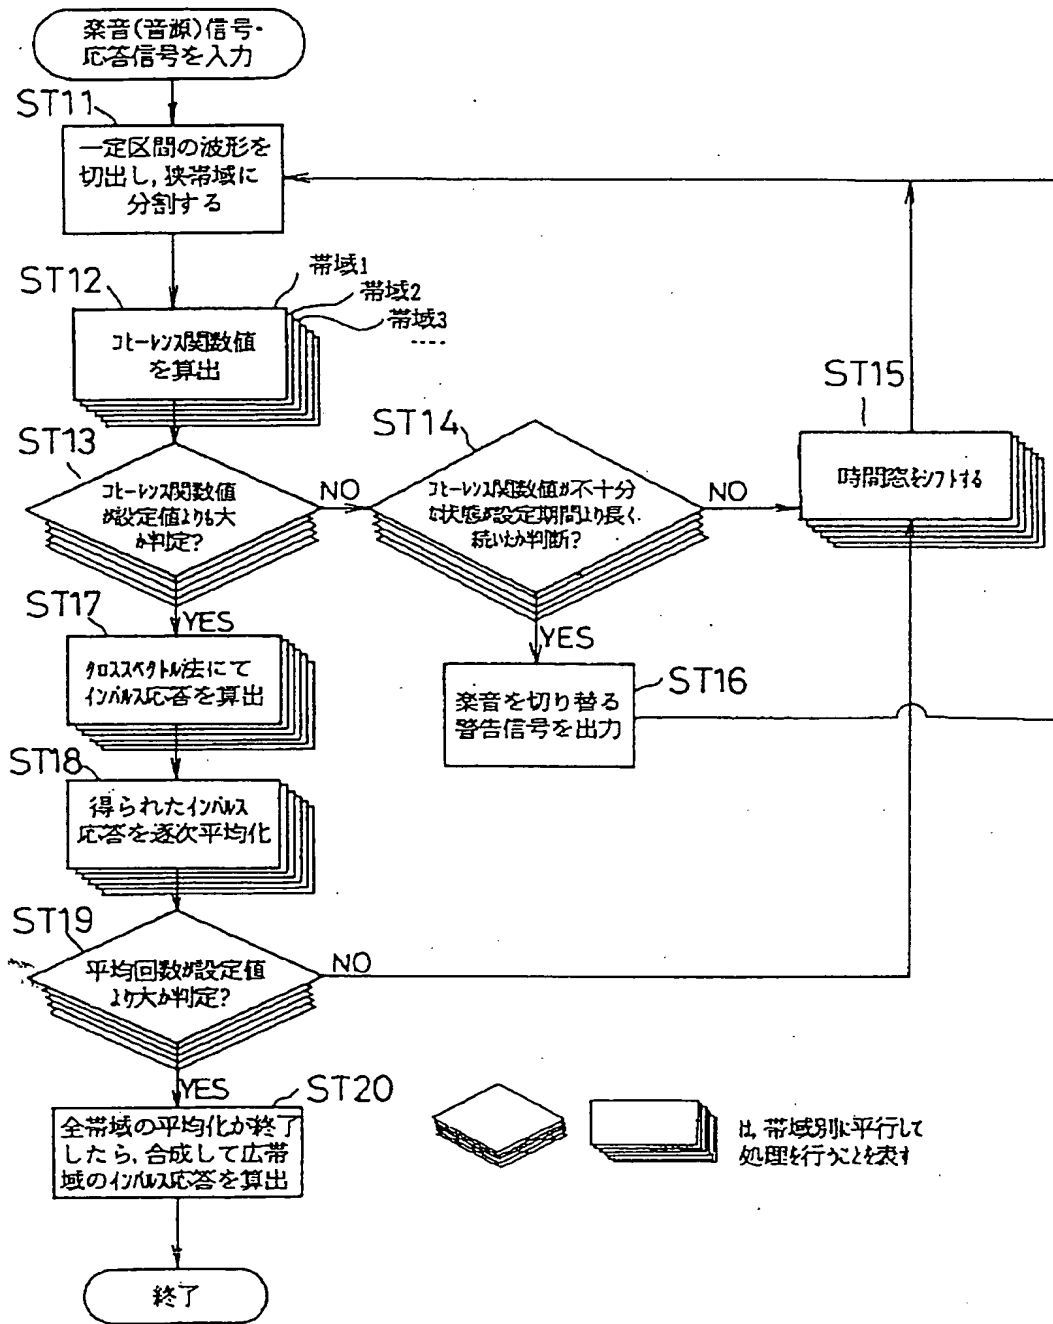 楽音(音源)信号・
応答信号を入力
ST11
一定区間の波形を
切出し,狭帯域に
分割する
ST12
帯域1
帯域2
帯域3
....
コヒーレンス関数値
を算出
ST13
コヒーレンス関数値
が設定値よりも大
か判定?
NO
YES
ST14
コヒーレンス関数値が不十分
な状態が設定期間より長く
続いたか判断?
NO
YES
ST15
時間窓をシフトする
ST16
楽音を切り替る
警告信号を出力
ST17
クロススペクトル法にて
インパルス応答を算出
ST18
得られたインパルス
応答を逐次平均化
ST19
平均回数が設定値
より大か判定?
NO
YES
ST20
全帯域の平均化が終了
したら、合成して広帯
域のインパルス応答を算出
終了
は、帯域別に平行して
処理を行うことを表す